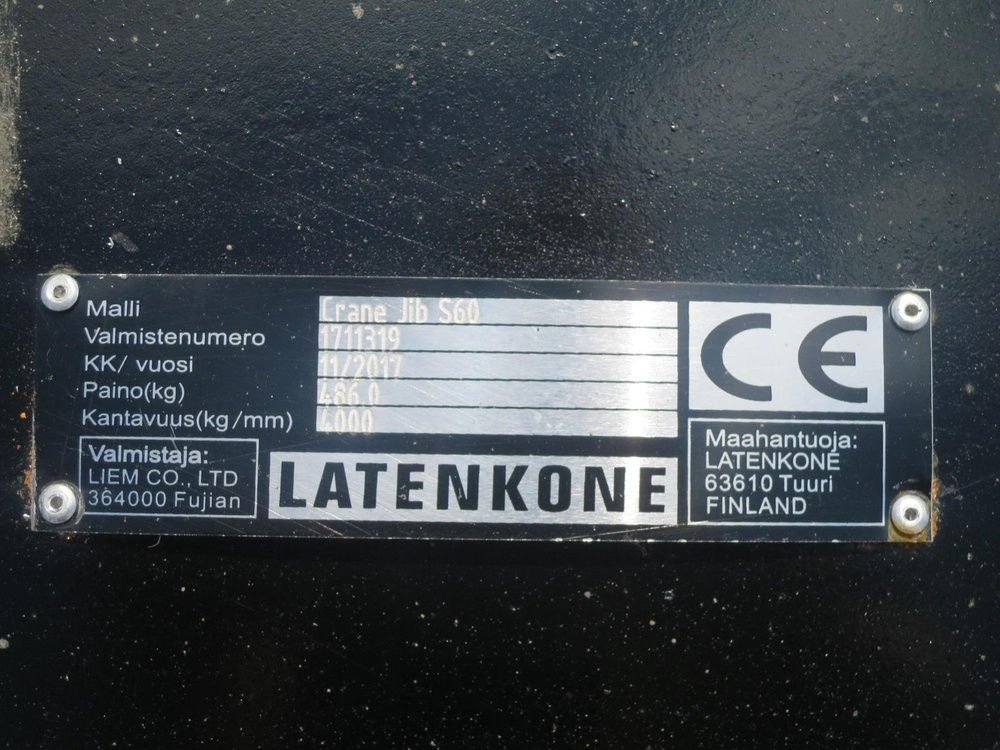 Malli Crane Jib S60
Valmistenumero 1711319
KK/ vuosi 11/2017
Paino(kg) 486.0
Kantavuus(kg/mm) 4000
Valmistaja:
LIEM CO., LTD
364000 Fujian
LATENKONE
CE
Maahantuoja:
LATENKONE
63610 Tuuri
FINLAND